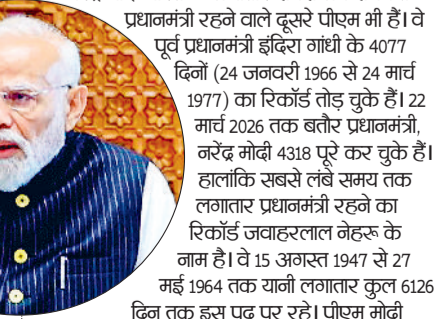 प्रधानमंत्री रहने वाले दूसरे पीएम भी हैं। वे
पूर्व प्रधानमंत्री इंदिरा गांधी के 4077
दिनों (24 जनवरी 1966 से 24 मार्च
1977) का रिकॉर्ड तोड़ चुके हैं। 22
मार्च 2026 तक बतौर प्रधानमंत्री,
नरेंद्र मोदी 4318 पूरे कर चुके हैं।
हालांकि सबसे लंबे समय तक
लगातार प्रधानमंत्री रहने का
रिकॉर्ड जवाहरलाल नेहरू के
नाम है। वे 15 अगस्त 1947 से 27
मई 1964 तक यानी लगातार कुल 6126
दिन तक इस पद पर रहे। पीएम मोदी